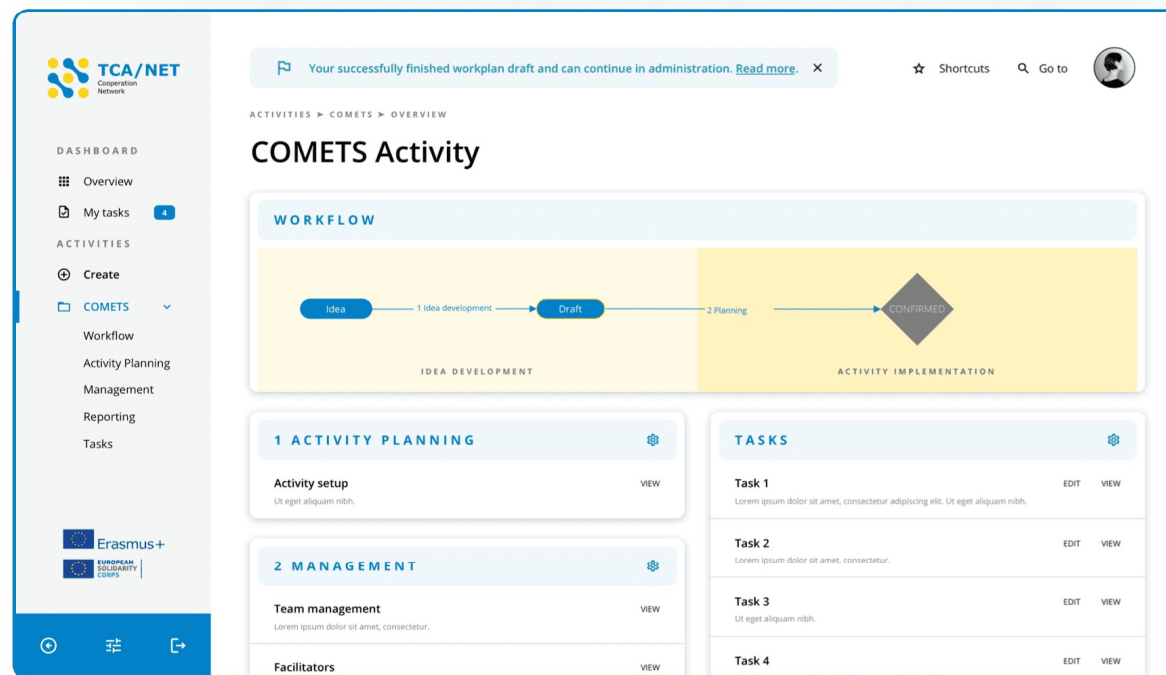 TCA/NET
Cooperation
Network
DASHBOARD
Overview
My tasks 4
ACTIVITIES
Create
COMETS
Workflow
Activity Planning
Management
Reporting
Tasks
Erasmus+
EUROPEAN
SOLIDARITY
CORPS
Your successfully finished workplan draft and can continue in administration. Read more.
Shortcuts
Go to
ACTIVITIES > COMETS > OVERVIEW
COMETS Activity
WORKFLOW
Idea 1 Idea development Draft 2 Planning CONFIRMED
IDEA DEVELOPMENT ACTIVITY IMPLEMENTATION
1 ACTIVITY PLANNING
Activity setup VIEW
Ut eget aliquam nibh.
2 MANAGEMENT
Team management VIEW
Lorem ipsum dolor sit amet, consectetur.
Facilitators VIEW
TASKS
Task 1 EDIT VIEW
Lorem ipsum dolor sit amet, consectetur adipiscing elit. Ut eget aliquam nibh.
Task 2 EDIT VIEW
Lorem ipsum dolor sit amet, consectetur.
Task 3 EDIT VIEW
Ut eget aliquam nibh.
Task 4 EDIT VIEW